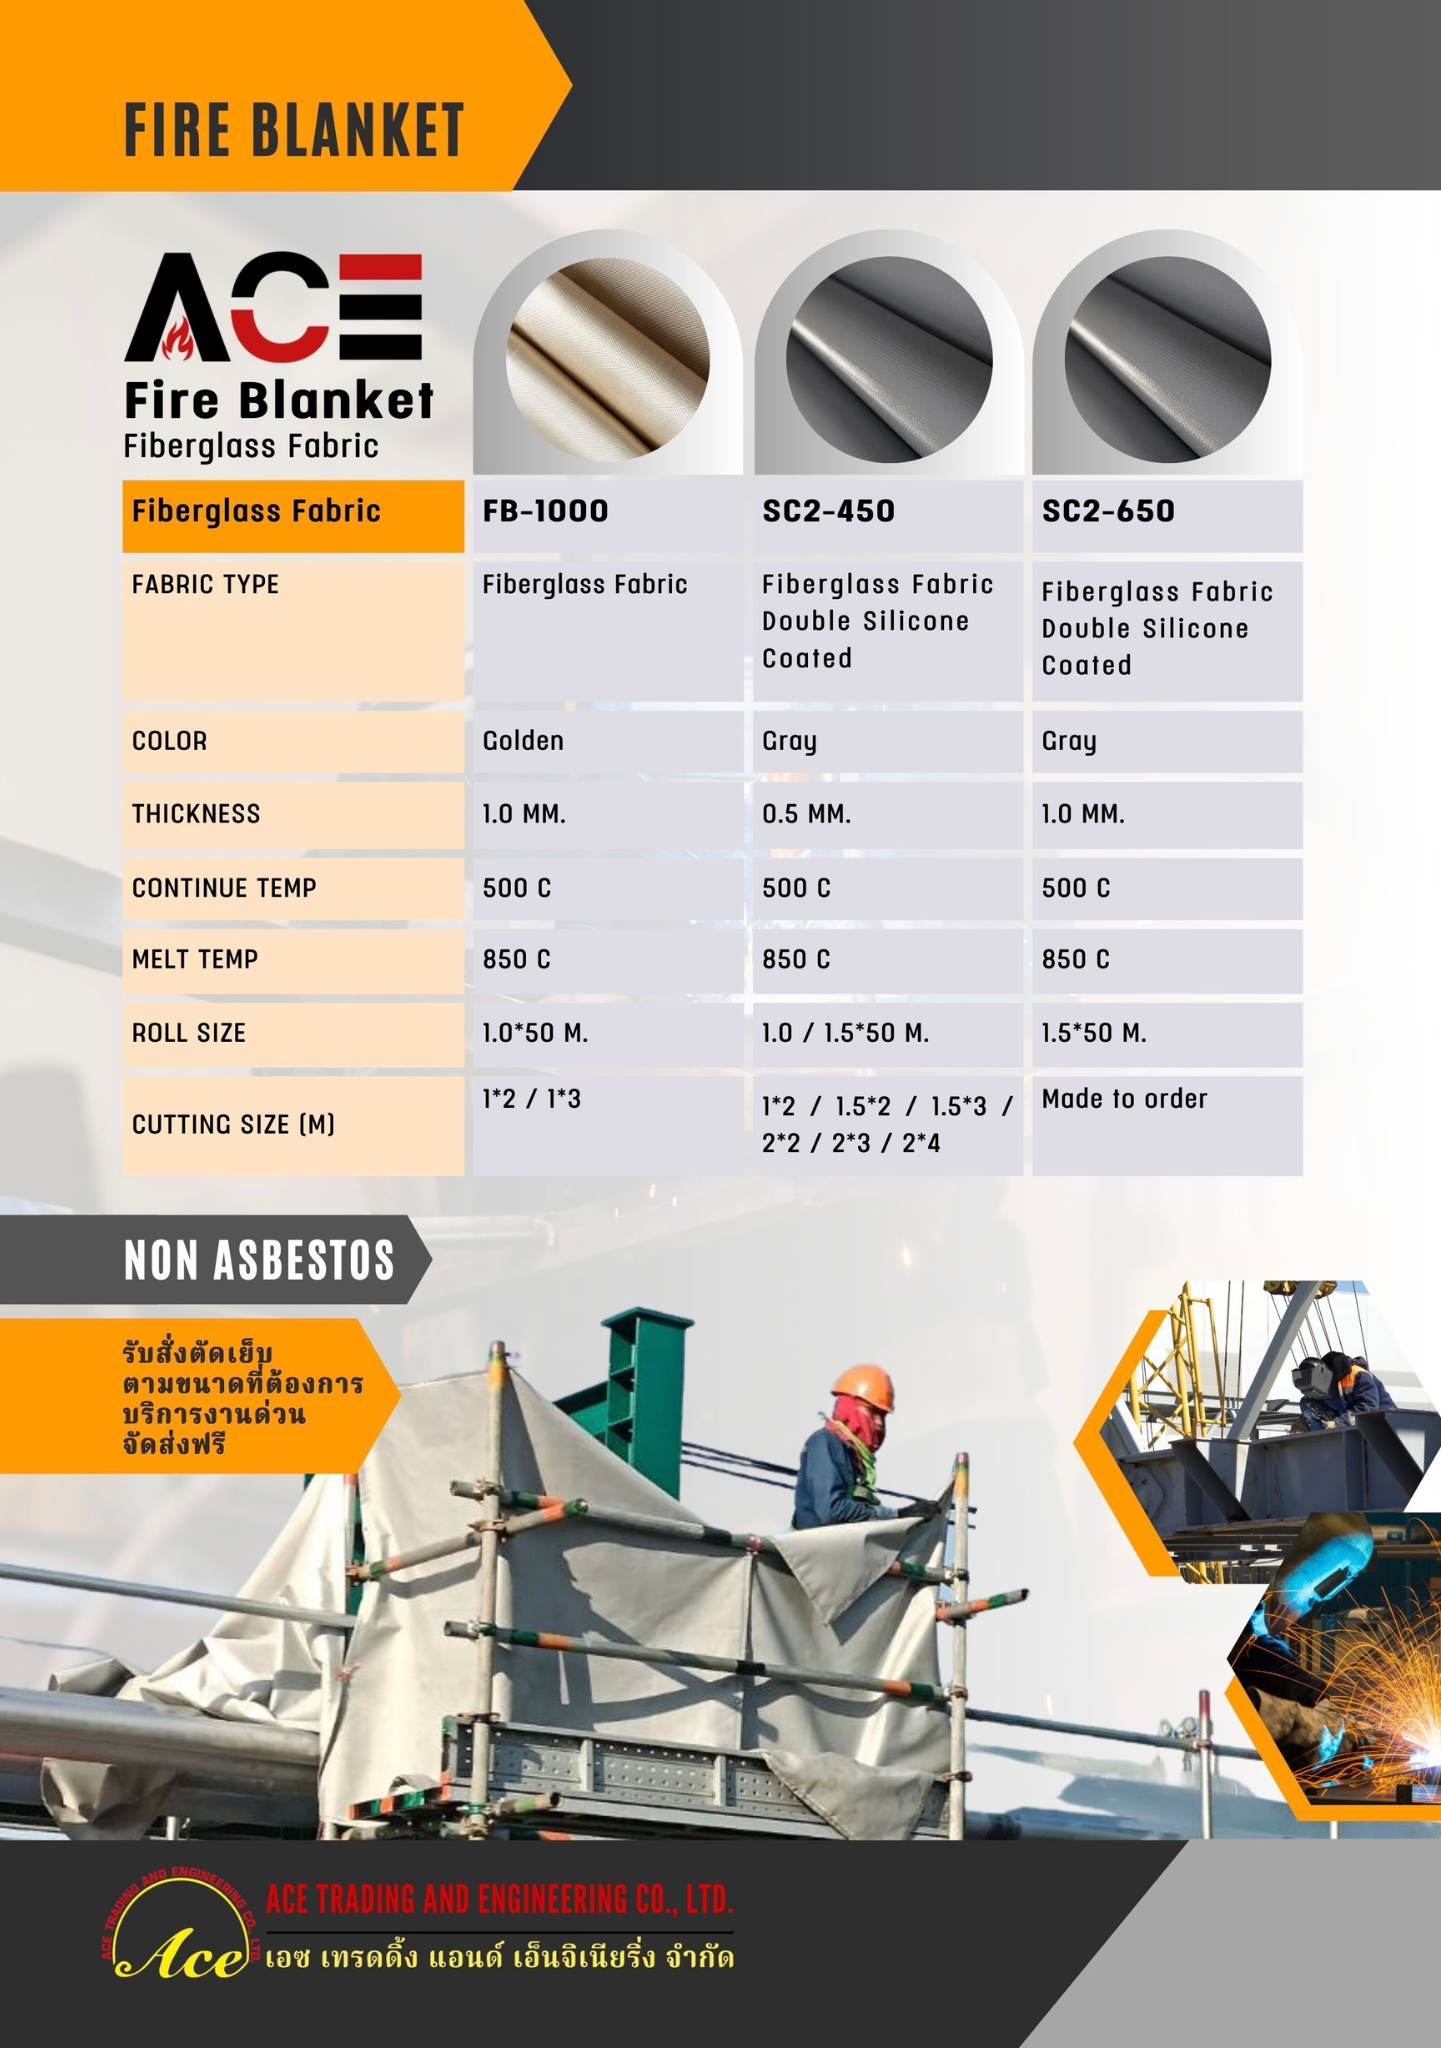 FIRE BLANKET
ACE
Fire Blanket
Fiberglass Fabric
Fiberglass Fabric FB-1000 SC2-450 SC2-650
FABRIC TYPE
Fiberglass Fabric
Fiberglass Fabric
Double Silicone
Coated
Fiberglass Fabric
Double Silicone
Coated
COLOR Golden Gray Gray
THICKNESS 1.0 MM. 0.5 MM. 1.0 MM.
CONTINUE TEMP 500 C 500 C 500 C
MELT TEMP 850 C 850 C 850 C
ROLL SIZE 1.0*50 M. 1.0 / 1.5*50 M. 1.5*50 M.
CUTTING SIZE (M)
1*2 / 1*3
1*2 / 1.5*2 / 1.5*3 /
2*2 / 2*3 / 2*4
Made to order
NON ASBESTOS
รับสั่งตัดเย็บ
ตามขนาดที่ต้องการ
บริการงานด่วน
จัดส่งฟรี
ACE TRADING AND ENGINEERING CO., LTD.
Ace
ACE TRADING AND ENGINEERING CO., LTD.
เอซ เทรดดิ้ง แอนด์ เอ็นจิเนียริ่ง จำกัด